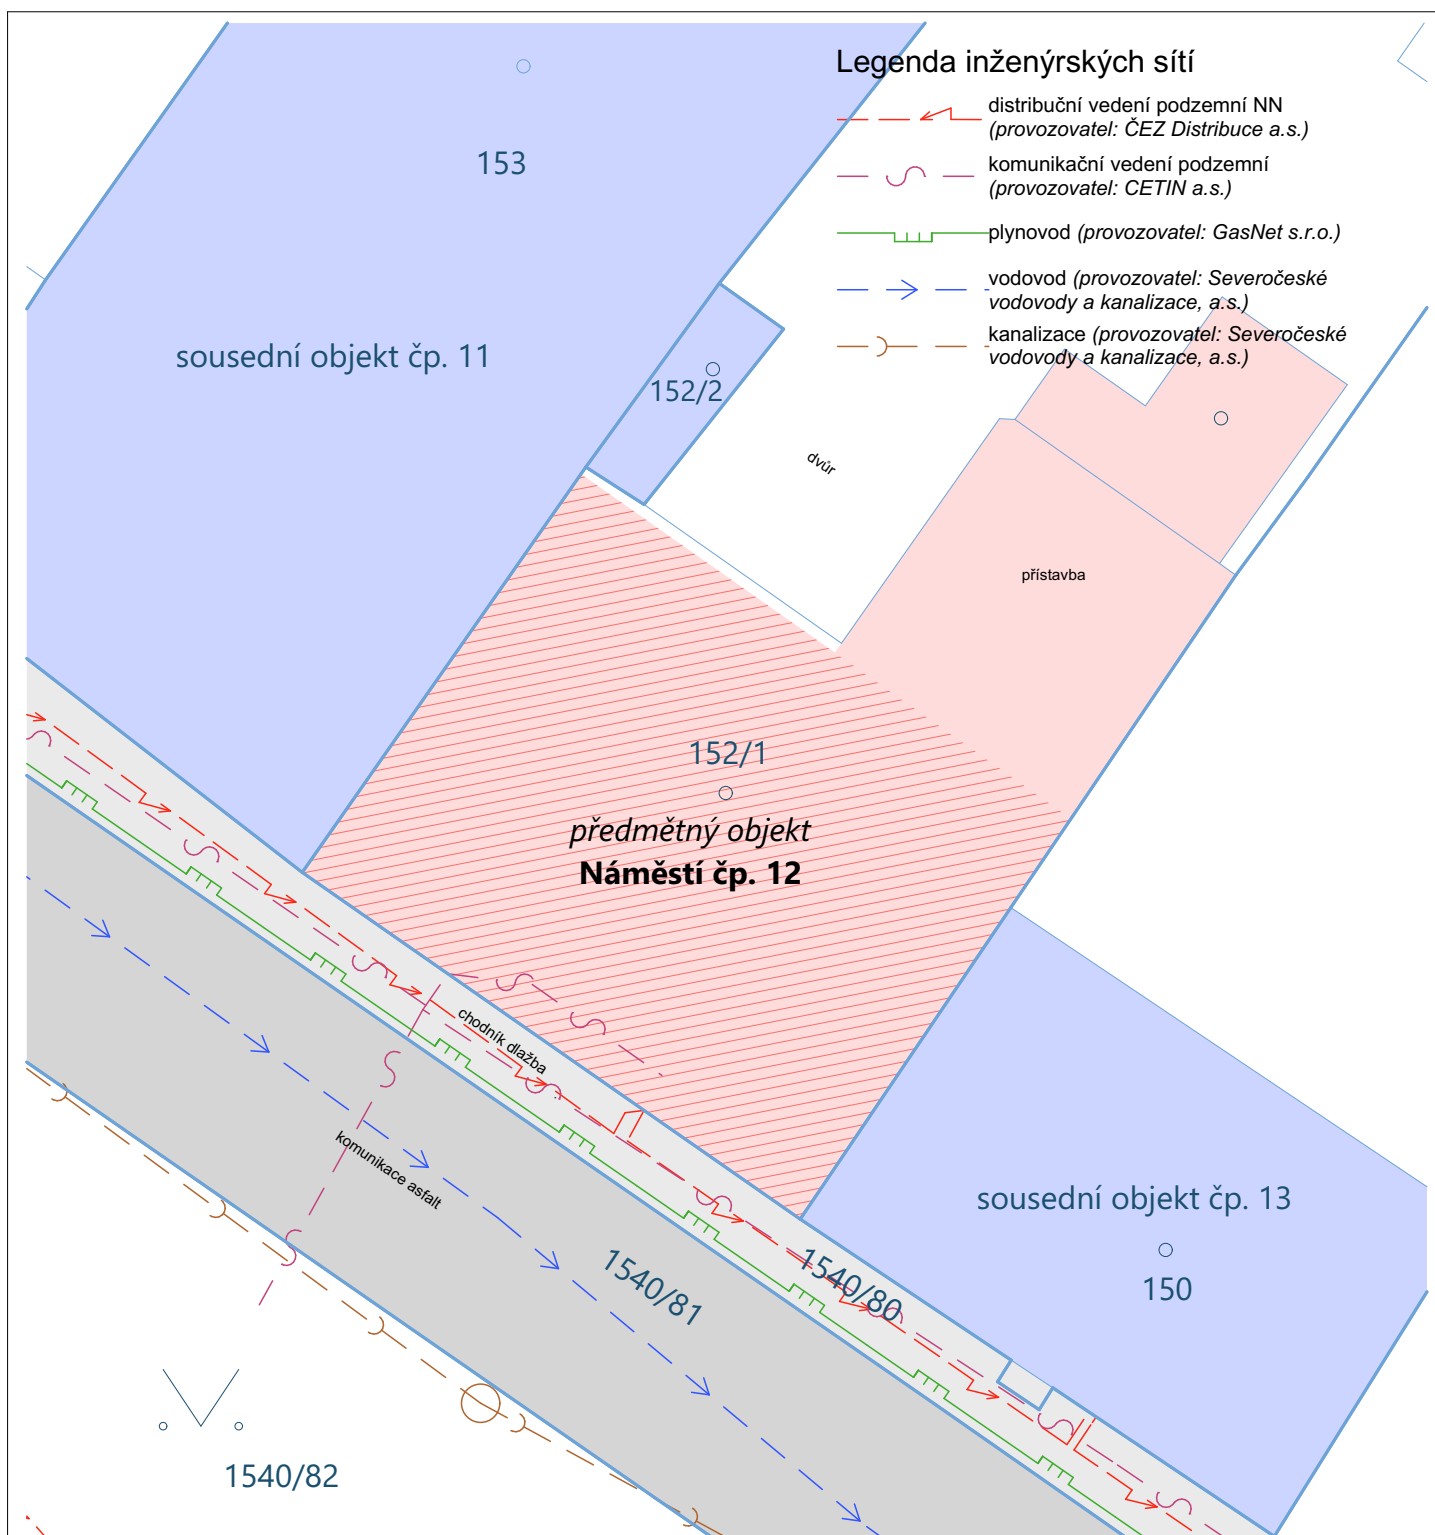 Legenda inženýrských sítí
distribuční vedení podzemní NN
(provozovatel: ČEZ Distribuce a.s.)
komunikační vedení podzemní
(provozovatel: CETIN a.s.)
plynovod (provozovatel: GasNet s.r.o.)
vodovod (provozovatel: Severočeské
vodovody a kanalizace, a.s.)
kanalizace (provozovatel: Severočeské
vodovody a kanalizace, a.s.)
153
sousední objekt čp. 11
152/2
dvůr
přístavba
152/1
předmětný objekt
Náměstí čp. 12
chodník dlažba
komunikace asfalt
sousední objekt čp. 13
150
1540/80
1540/81
1540/82